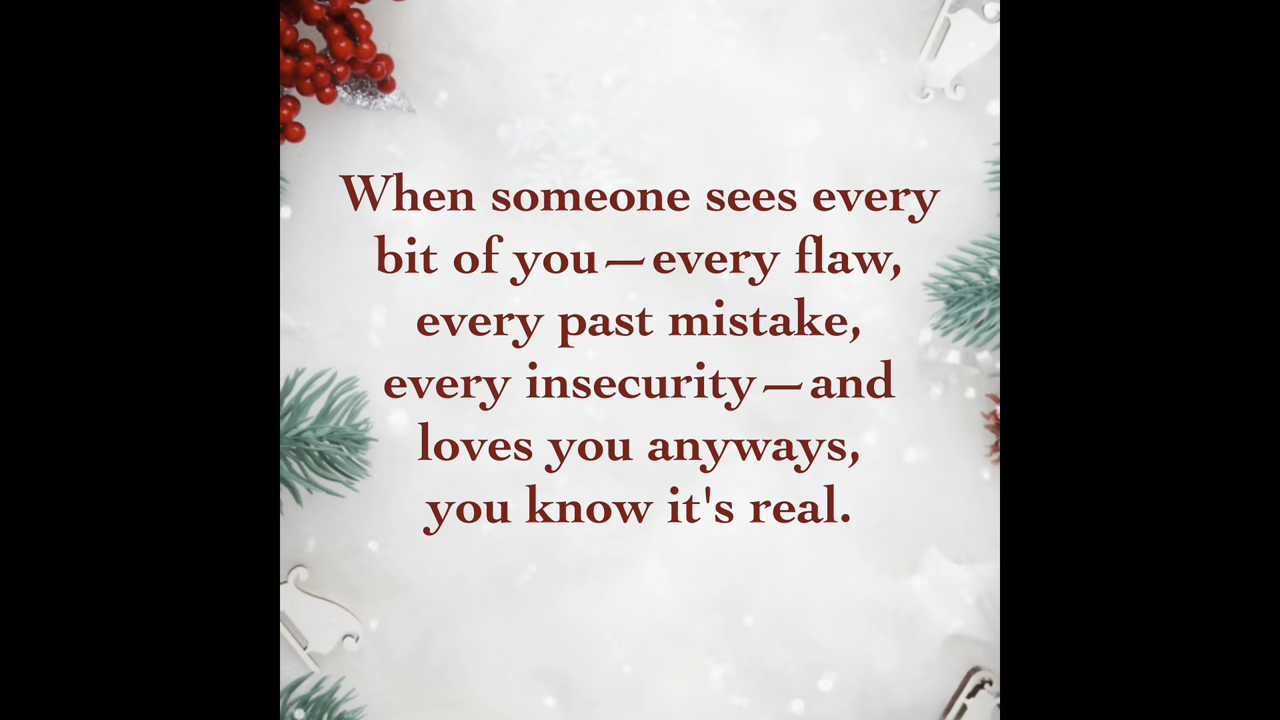 When someone sees every
bit of you—every flaw,
every past mistake,
every insecurity—and
loves you anyways,
you know it's real.